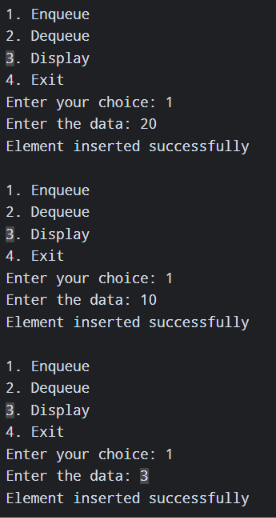 1. Enqueue
2. Dequeue
3. Display
4. Exit
Enter your choice: 1
Enter the data: 20
Element inserted successfully
1. Enqueue
2. Dequeue
3. Display
4. Exit
Enter your choice: 1
Enter the data: 10
Element inserted successfully
1. Enqueue
2. Dequeue
3. Display
4. Exit
Enter your choice: 1
Enter the data: 3
Element inserted successfully